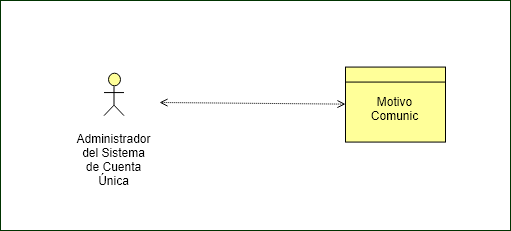 Administrador
del Sistema
de Cuenta
Única
Motivo
Comunic